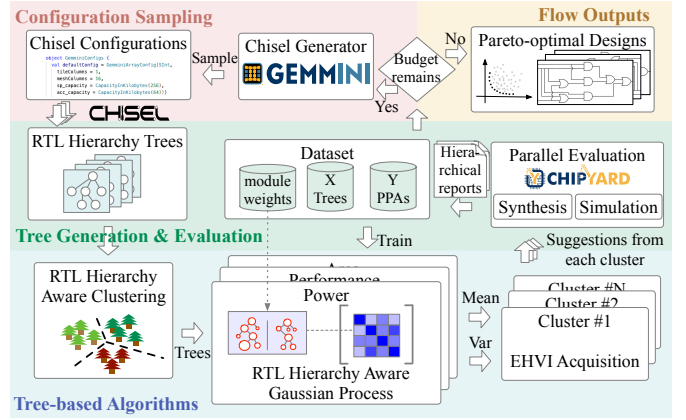 Configuration Sampling
Flow Outputs
Chisel Configurations
object GemminiConfigs {
val defaultConfig = GemminiArrayConfig[SInt,
tileColumns = 1,
meshColumns = 16,
sp_capacity = CapacityInKilobytes(256),
acc_capacity = CapacityInKilobytes(64))}
Sample
Chisel Generator
GEMMINI
Budget
remains
No
Yes
Pareto-optimal Designs
CHISEL
RTL Hierarchy Trees
Dataset
module
weights
X
Trees
Y
PPAs
Hiera-
rchical
reports
Parallel Evaluation
CHIPYARD
Synthesis
Simulation
Tree Generation & Evaluation
Train
Suggestions from
each cluster
RTL Hierarchy
Aware Clustering
Trees
Performance
Power
RTL Hierarchy Aware
Gaussian Process
Mean
Var
Cluster #N
Cluster #2
Cluster #1
EHVI Acquisition
Tree-based Algorithms